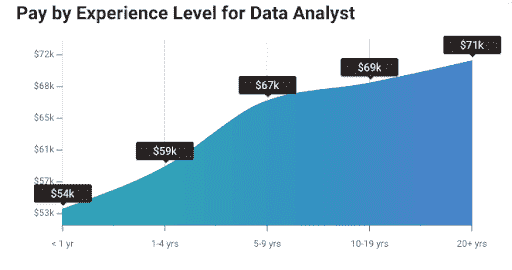 Pay by Experience Level for Data Analyst
$72k
$71k
$69k
$68k
$67k
$65k
$61k
$59k
$57k
$54k
$53k
< 1 yr 1-4 yrs 5-9 yrs 10-19 yrs 20+ yrs